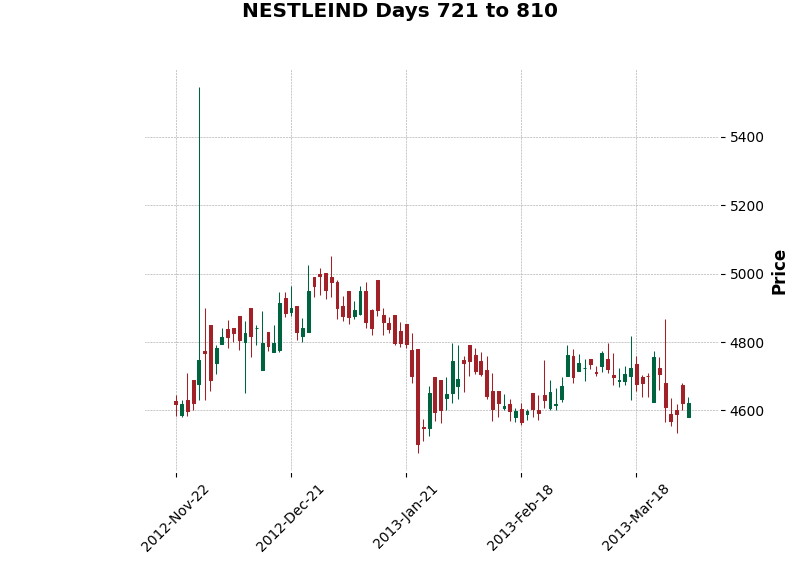 NESTLEIND Days 721 to 810
5400
5200
5000
4800
4600
Price
2012-Nov-22
2012-Dec-21
2013-Jan-21
2013-Feb-18
2013-Mar-18